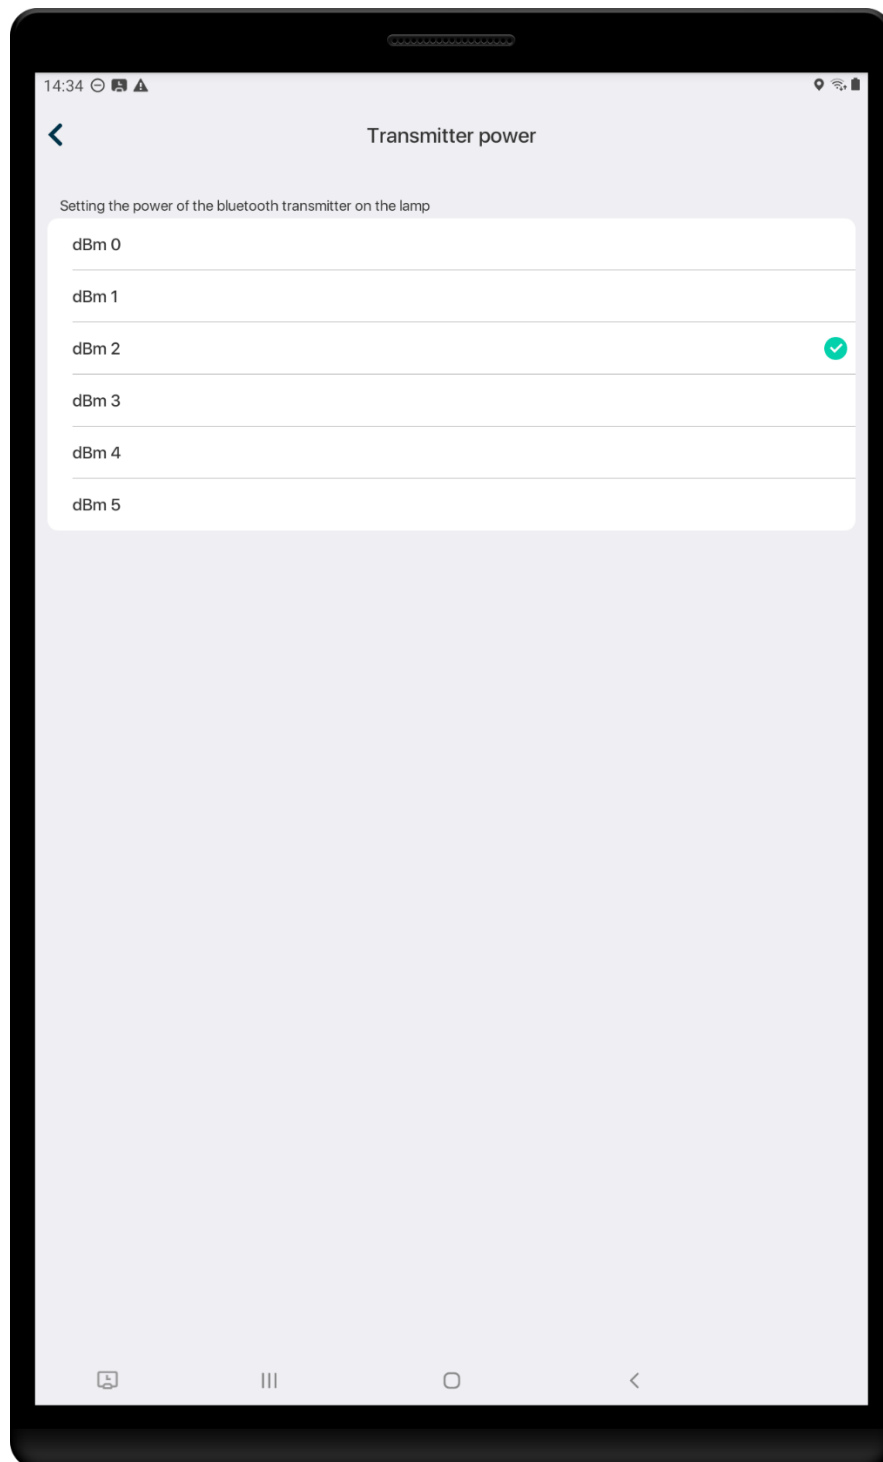 14:34
Transmitter power
Setting the power of the bluetooth transmitter on the lamp
dBm 0
dBm 1
dBm 2
dBm 3
dBm 4
dBm 5